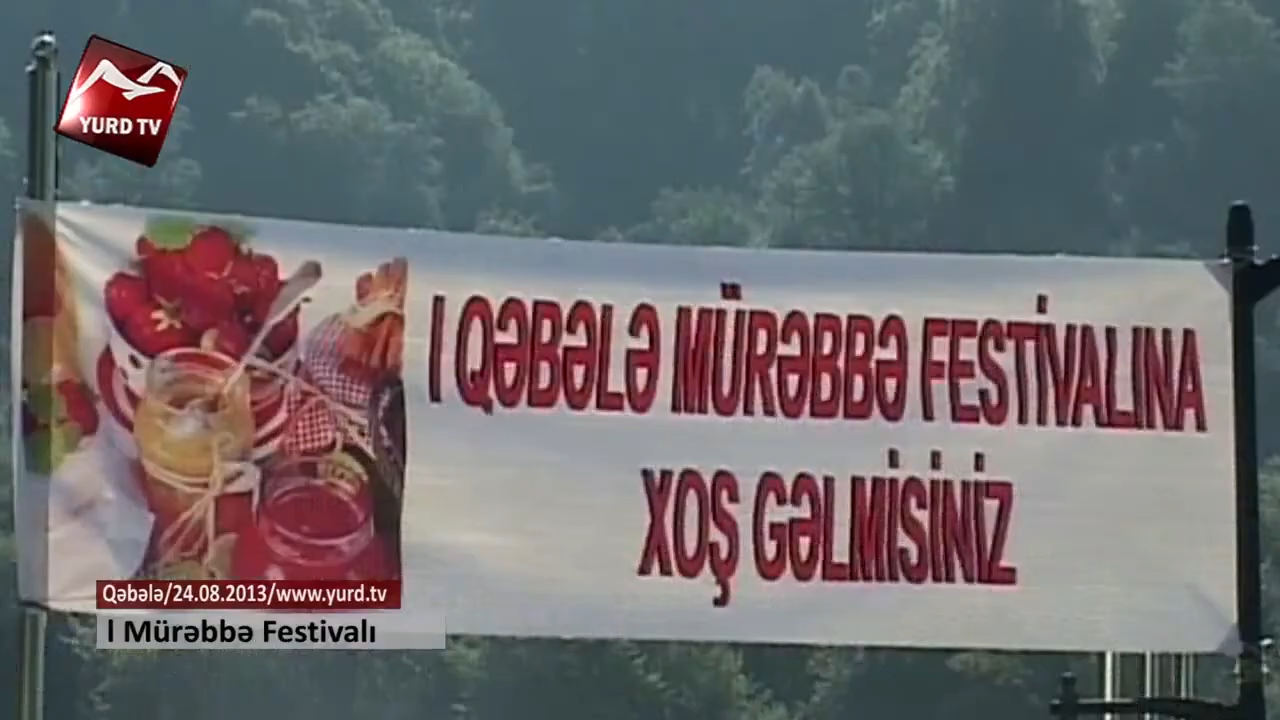 YURD TV
I QƏBƏLƏ MÜRƏBBƏ FESTİVALINA
XOŞ GƏLMİSİNİZ
Qəbələ/24.08.2013/www.yurd.tv
I Mürəbbə Festivalı